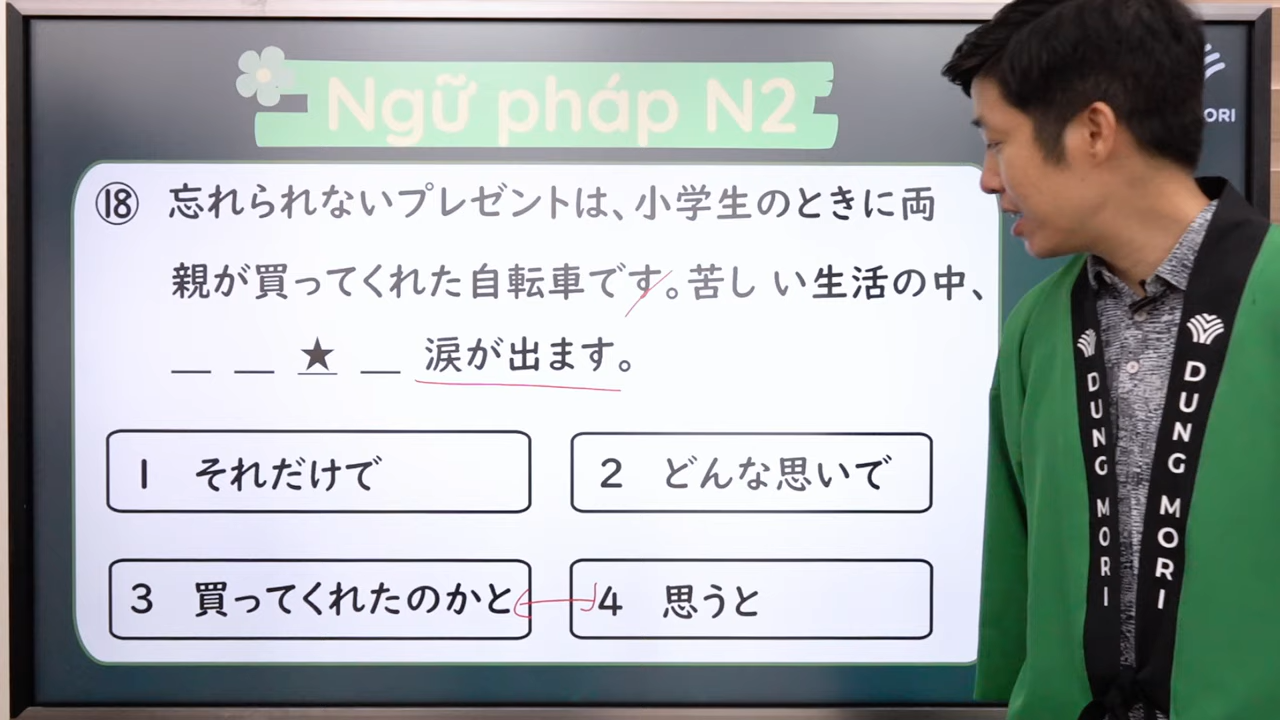 Ngữ pháp N2
ORI
⑱ 忘れられないプレゼントは、小学生のときに両
親が買ってくれた自転車です。苦し い生活の中、
＿ ＿ ★ ＿ 涙が出ます。
1 それだけで
2 どんな思いで
3 買ってくれたのかと
4 思うと
DUNG MORI
DUNG MORI